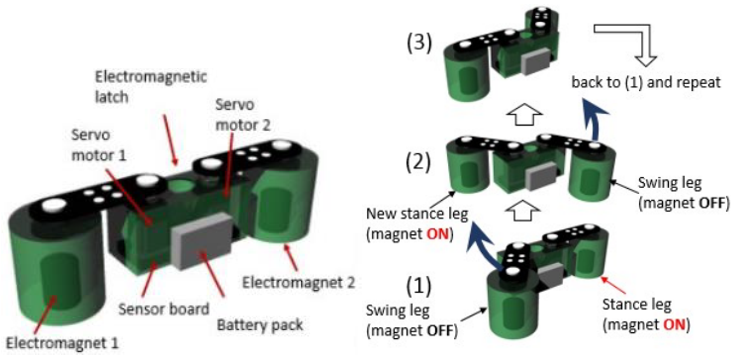 Electromagnetic
latch
Servo
motor 2
Servo
motor 1
Electromagnet 2
Sensor board
Battery pack
Electromagnet 1
(3)
back to (1) and repeat
(2)
Swing leg
(magnet OFF)
New stance leg
(magnet ON)
(1)
Swing leg
(magnet OFF)
Stance leg
(magnet ON)